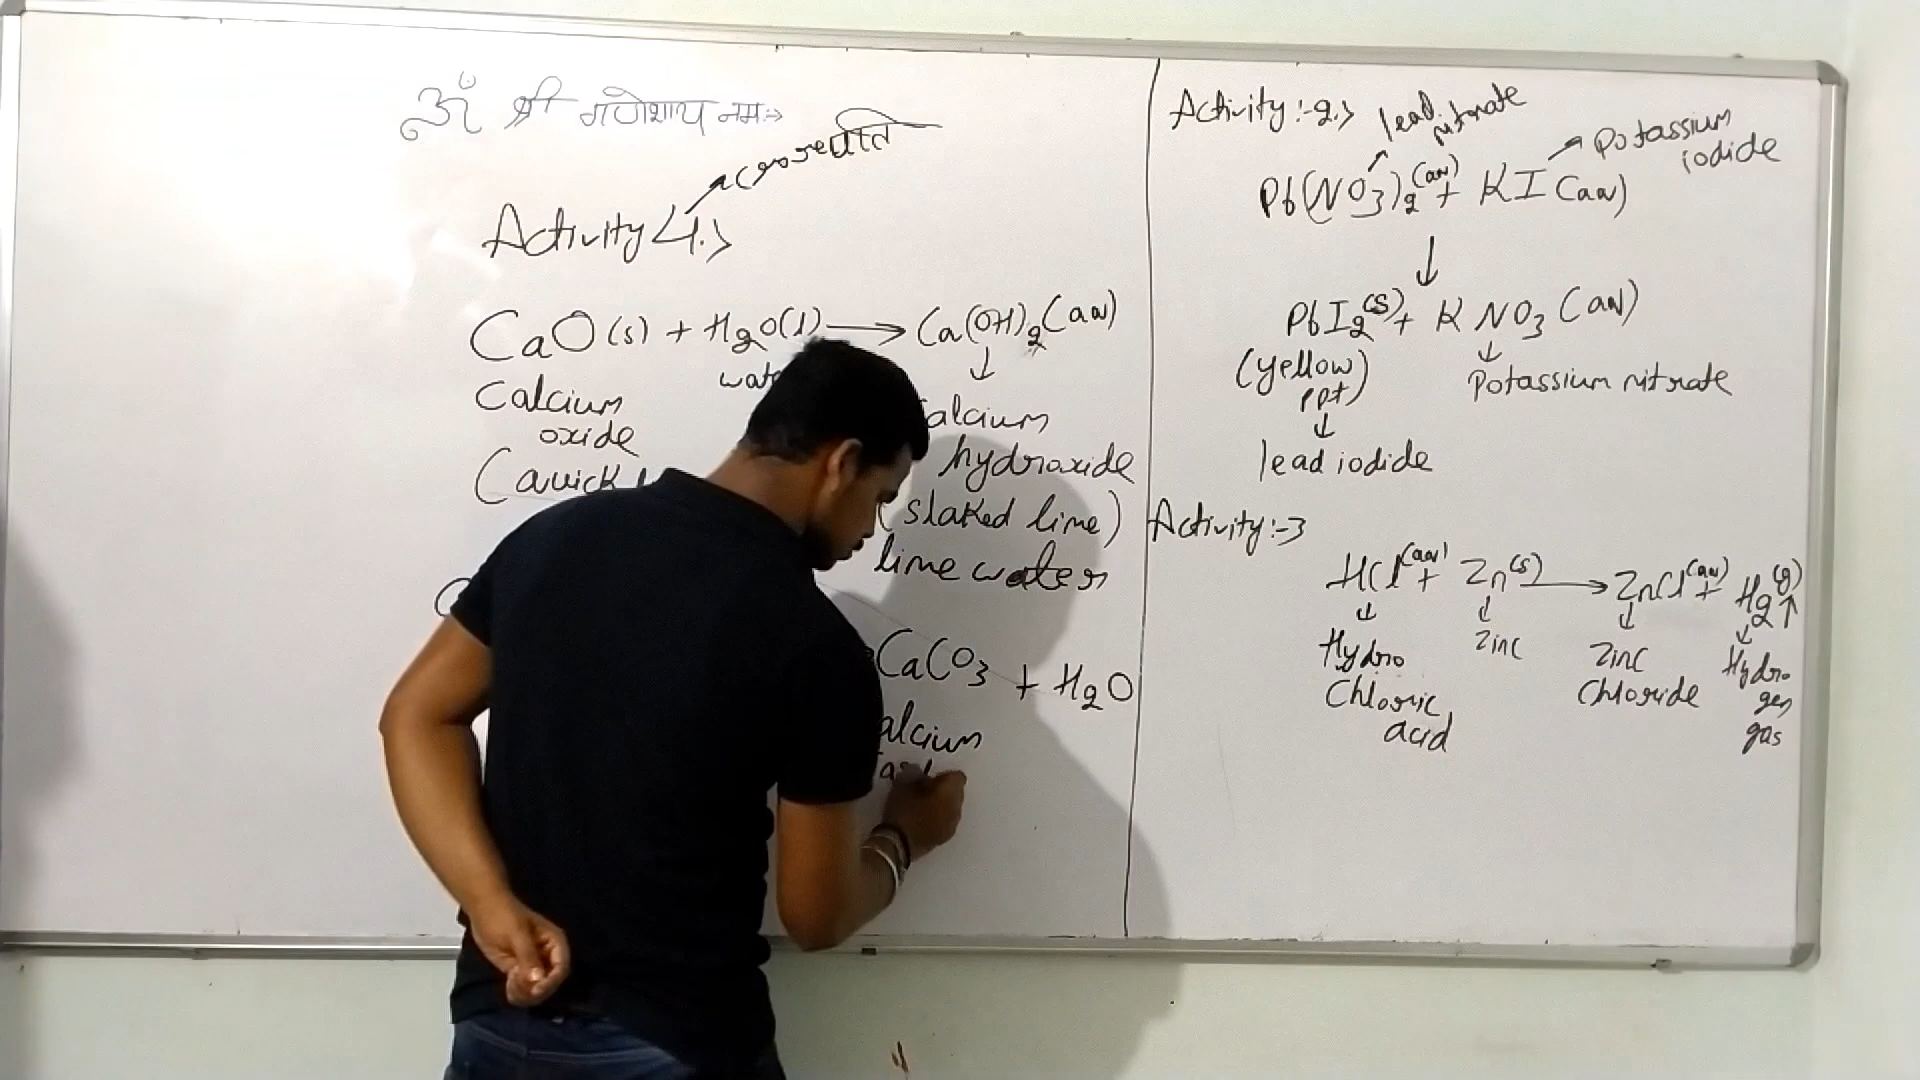 ॐ श्री गणेशाय नमः->
Activity <1.>
CaO(s) + H2O(l) → Ca(OH)2(aq)
Calcium oxide
↓
Calcium hydroxide
(Quick
(slaked lime)
lime water
CaCO3 + H2O
alcium
Activity :-2.>
lead nitrate
Potassium iodide
Pb(NO3)2(aq) + KI(aq)
↓
PbI2(s) + KNO3(aq)
(yellow ppt)
↓
lead iodide
↓
Potassium nitrate
Activity :-3
HCl(aq) + Zn(s) → ZnCl(aq) + H2(g)↑
Hydro Chloric acid
Zinc
Zinc Chloride
Hydro gen gas